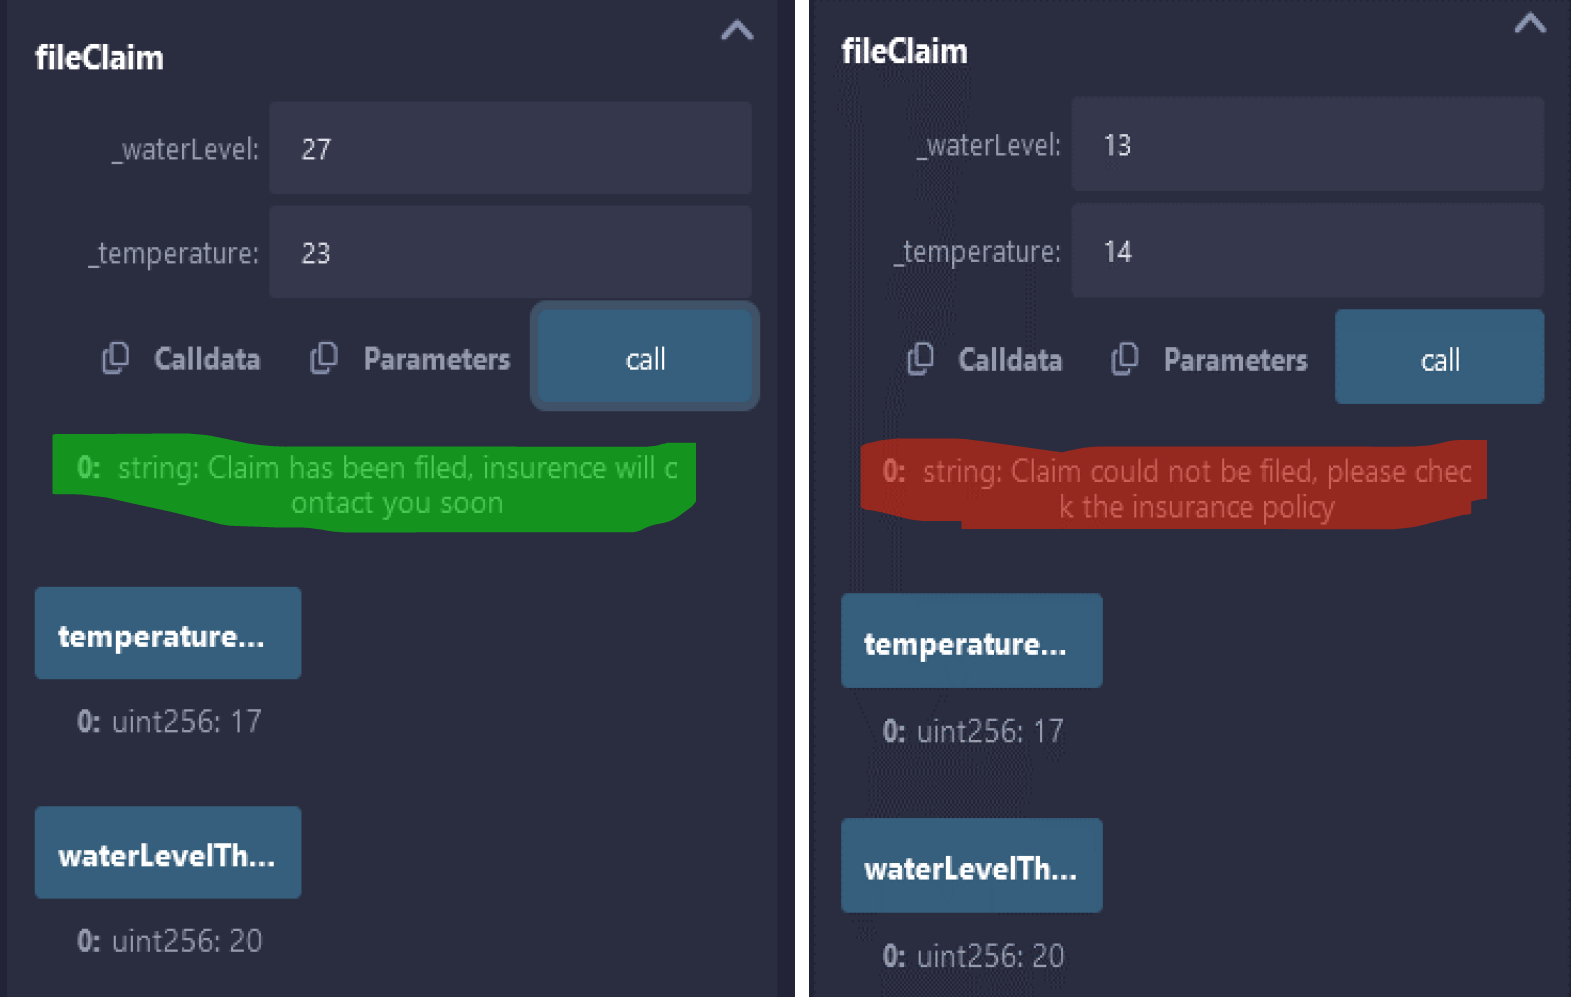 fileClaim
_waterLevel:
27
_temperature:
23
Calldata
Parameters
call
0: string: Claim has been filed, insurence will c
ontact you soon
temperature...
0: uint256: 17
waterLevelTh...
0: uint256: 20
fileClaim
_waterLevel:
13
_temperature:
14
Calldata
Parameters
call
0: string: Claim could not be filed, please chec
k the insurance policy
temperature...
0: uint256: 17
waterLevelTh...
0: uint256: 20